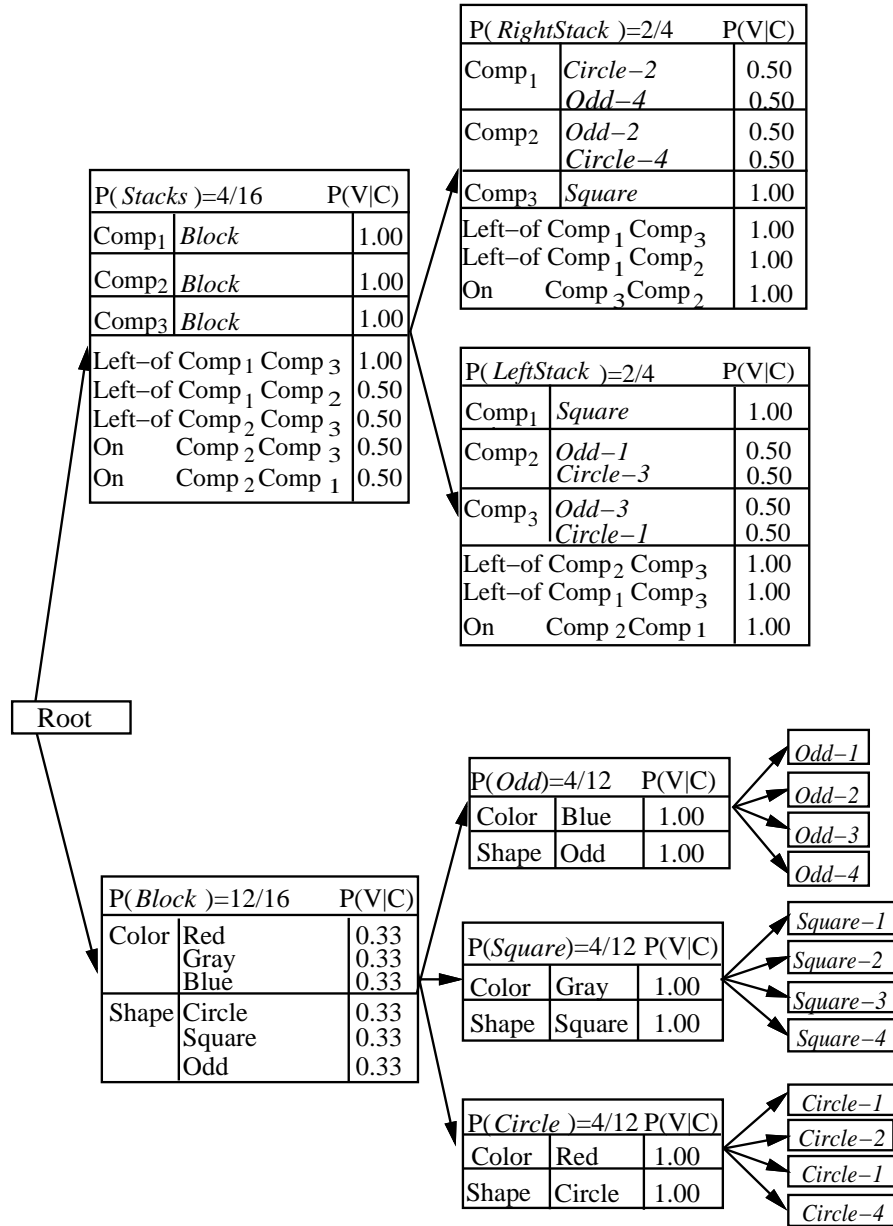 P(RightStack )=2/4 P(V|C)
Comp1 Circle−2 0.50
Odd−4 0.50
Comp2 Odd−2 0.50
Circle−4 0.50
Comp3 Square 1.00
Left−of Comp1 Comp3 1.00
Left−of Comp1 Comp2 1.00
On Comp3 Comp2 1.00
P(Stacks )=4/16 P(V|C)
Comp1 Block 1.00
Comp2 Block 1.00
Comp3 Block 1.00
Left−of Comp1 Comp3 1.00
Left−of Comp1 Comp2 0.50
Left−of Comp2 Comp3 0.50
On Comp2 Comp3 0.50
On Comp2 Comp1 0.50
P(LeftStack )=2/4 P(V|C)
Comp1 Square 1.00
Comp2 Odd−1 0.50
Circle−3 0.50
Comp3 Odd−3 0.50
Circle−1 0.50
Left−of Comp2 Comp3 1.00
Left−of Comp1 Comp3 1.00
On Comp2 Comp1 1.00
Root
P(Block )=12/16 P(V|C)
Color Red 0.33
Gray 0.33
Blue 0.33
Shape Circle 0.33
Square 0.33
Odd 0.33
P(Odd)=4/12 P(V|C)
Color Blue 1.00
Shape Odd 1.00
Odd−1
Odd−2
Odd−3
Odd−4
P(Square)=4/12 P(V|C)
Color Gray 1.00
Shape Square 1.00
Square−1
Square−2
Square−3
Square−4
P(Circle )=4/12 P(V|C)
Color Red 1.00
Shape Circle 1.00
Circle−1
Circle−2
Circle−1
Circle−4